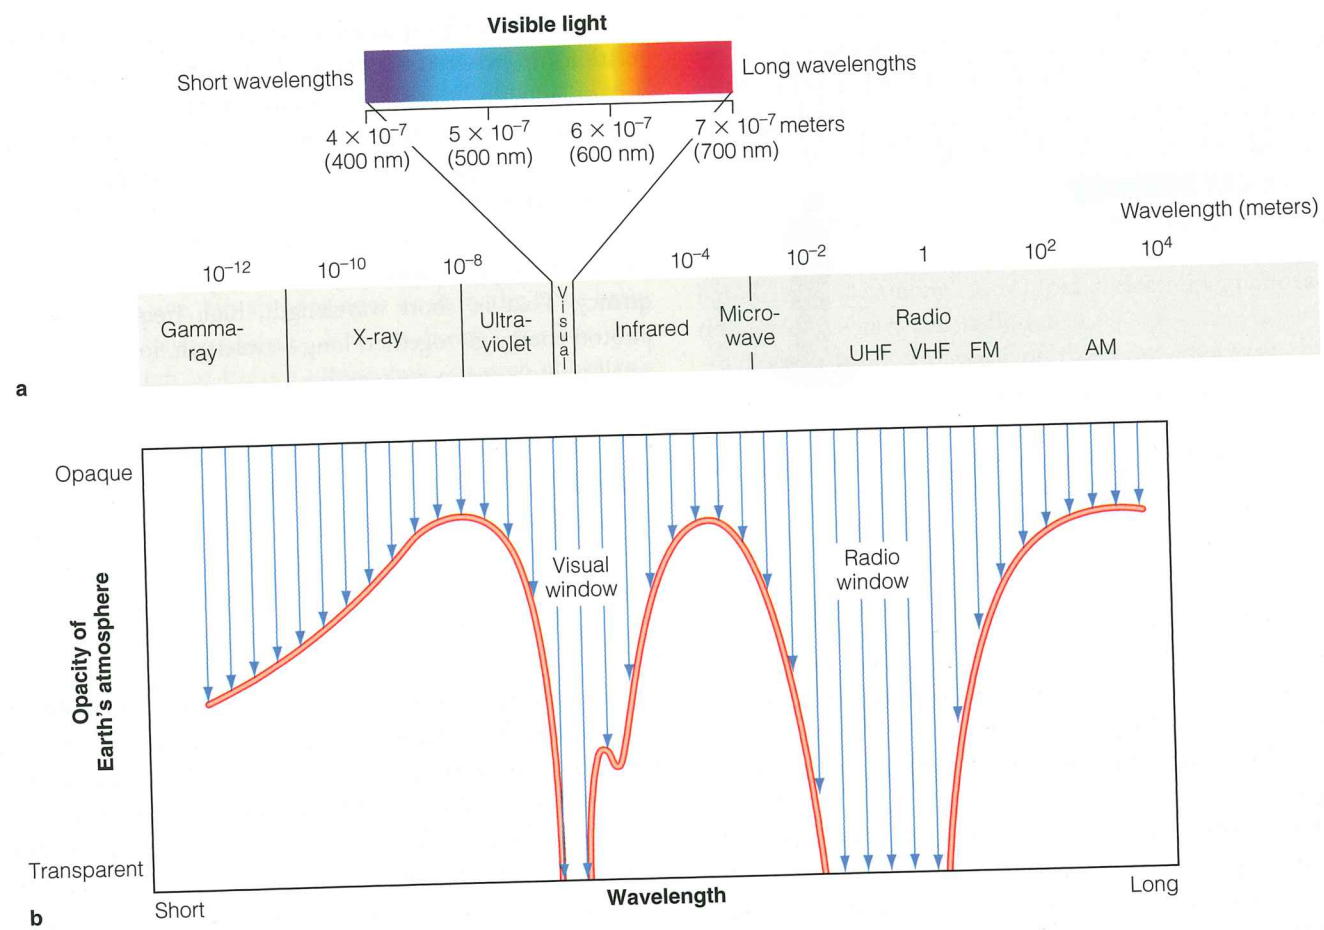 Visible light
Short wavelengths
Long wavelengths
4 × 10⁻⁷
(400 nm)
5 × 10⁻⁷
(500 nm)
6 × 10⁻⁷
(600 nm)
7 × 10⁻⁷ meters
(700 nm)
Wavelength (meters)
10⁻¹² 10⁻¹⁰ 10⁻⁸ 10⁻⁴ 10⁻² 1 10² 10⁴
Gamma-
ray
X-ray
Ultra-
violet
Visual
Infrared
Micro-
wave
Radio
UHF VHF FM AM
a
Opaque
Visual
window
Radio
window
Opacity of
Earth's atmosphere
Transparent
Short
Wavelength
Long
b